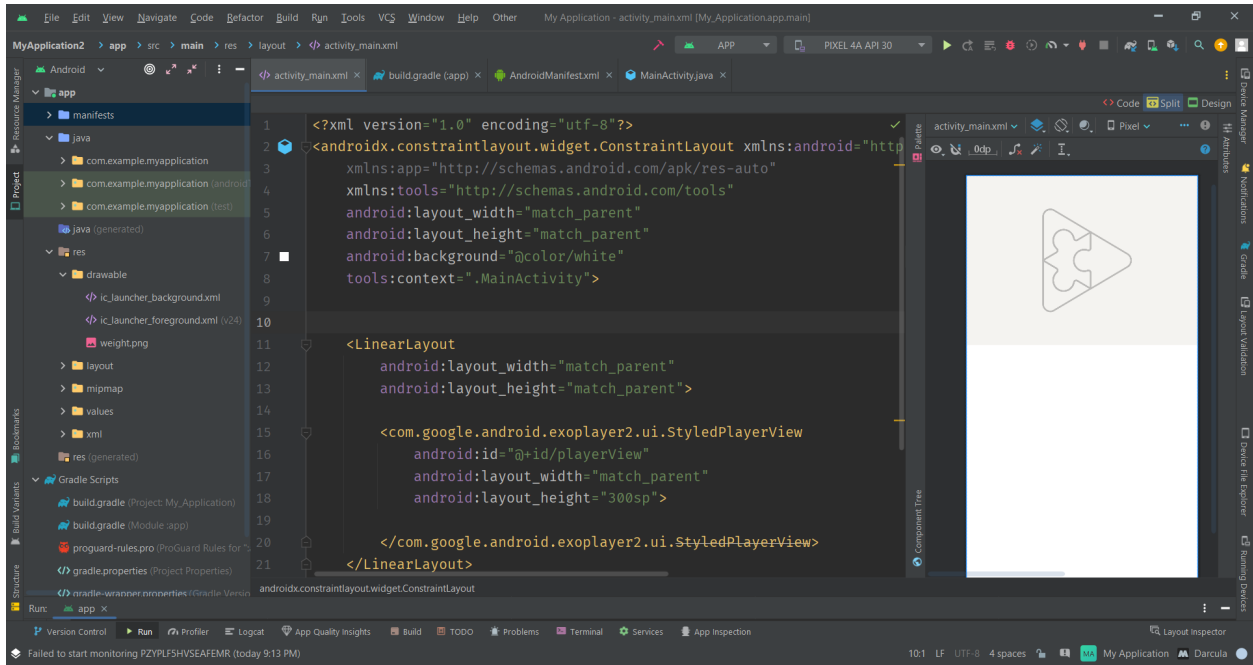 File Edit View Navigate Code Refactor Build Run Tools VCS Window Help Other My Application - activity_main.xml [My_Application.app.main]
MyApplication2 > app > src > main > res > layout > activity_main.xml APP PIXEL 4A API 30
Android activity_main.xml build.gradle (:app) AndroidManifest.xml MainActivity.java
Code Split Design
Resource Manager
Project
Bookmarks
Build Variants
Structure
app
manifests
java
com.example.myapplication
com.example.myapplication (android
com.example.myapplication (test)
java (generated)
res
drawable
ic_launcher_background.xml
ic_launcher_foreground.xml (v24)
weight.png
layout
mipmap
values
xml
res (generated)
Gradle Scripts
build.gradle (Project: My_Application)
build.gradle (Module :app)
proguard-rules.pro (ProGuard Rules for ":
gradle.properties (Project Properties)
gradle-wrapper.properties (Gradle Versio
1 <?xml version="1.0" encoding="utf-8"?>
2 <androidx.constraintlayout.widget.ConstraintLayout xmlns:android="http
3 xmlns:app="http://schemas.android.com/apk/res-auto"
4 xmlns:tools="http://schemas.android.com/tools"
5 android:layout_width="match_parent"
6 android:layout_height="match_parent"
7 android:background="@color/white"
8 tools:context=".MainActivity">
9
10
11 <LinearLayout
12 android:layout_width="match_parent"
13 android:layout_height="match_parent">
14
15 <com.google.android.exoplayer2.ui.StyledPlayerView
16 android:id="@+id/playerView"
17 android:layout_width="match_parent"
18 android:layout_height="300sp">
19
20 </com.google.android.exoplayer2.ui.StyledPlayerView>
21 </LinearLayout>
androidx.constraintlayout.widget.ConstraintLayout
Palette
Component Tree
activity_main.xml Pixel
0dp
Attributes
Device Manager
Notifications
Gradle
Layout Validation
Device File Explorer
Running Devices
Run: app
Version Control Run Profiler Logcat App Quality Insights Build TODO Problems Terminal Services App Inspection Layout Inspector
Failed to start monitoring PZYPLF5HVSEAFEMR (today 9:13 PM) 10:1 LF UTF-8 4 spaces MA My Application Darcula